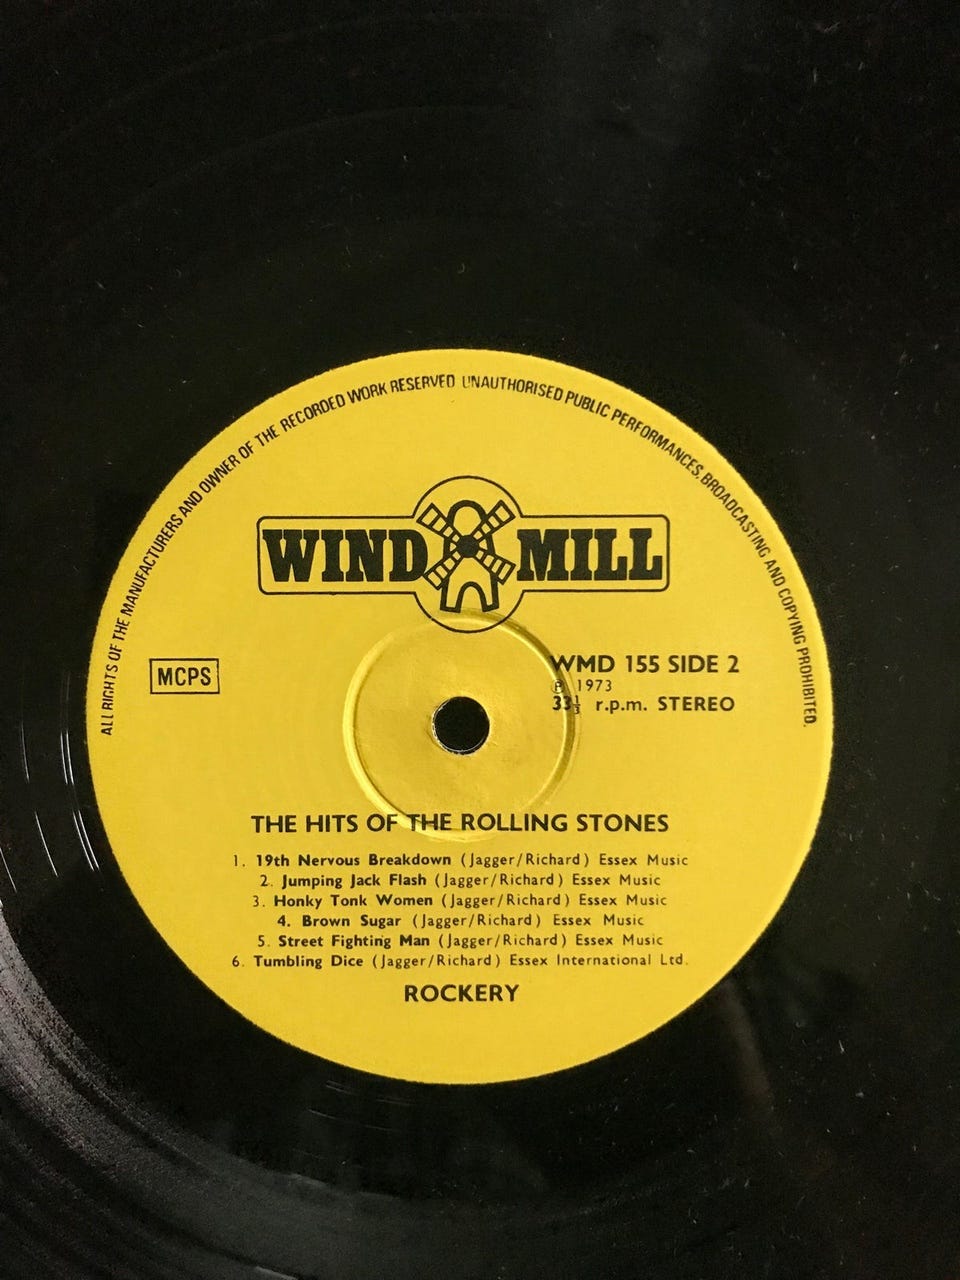 ALL RIGHTS OF THE MANUFACTURERS AND OWNER OF THE RECORDED WORK RESERVED UNAUTHORISED PUBLIC PERFORMANCES, BROADCASTING AND COPYING PROHIBITED.
WIND MILL
MCPS
WMD 155 SIDE 2
℗ 1973
33⅓ r.p.m. STEREO
THE HITS OF THE ROLLING STONES
1. 19th Nervous Breakdown (Jagger/Richard) Essex Music
2. Jumping Jack Flash (Jagger/Richard) Essex Music
3. Honky Tonk Women (Jagger/Richard) Essex Music
4. Brown Sugar (Jagger/Richard) Essex Music
5. Street Fighting Man (Jagger/Richard) Essex Music
6. Tumbling Dice (Jagger/Richard) Essex International Ltd.
ROCKERY